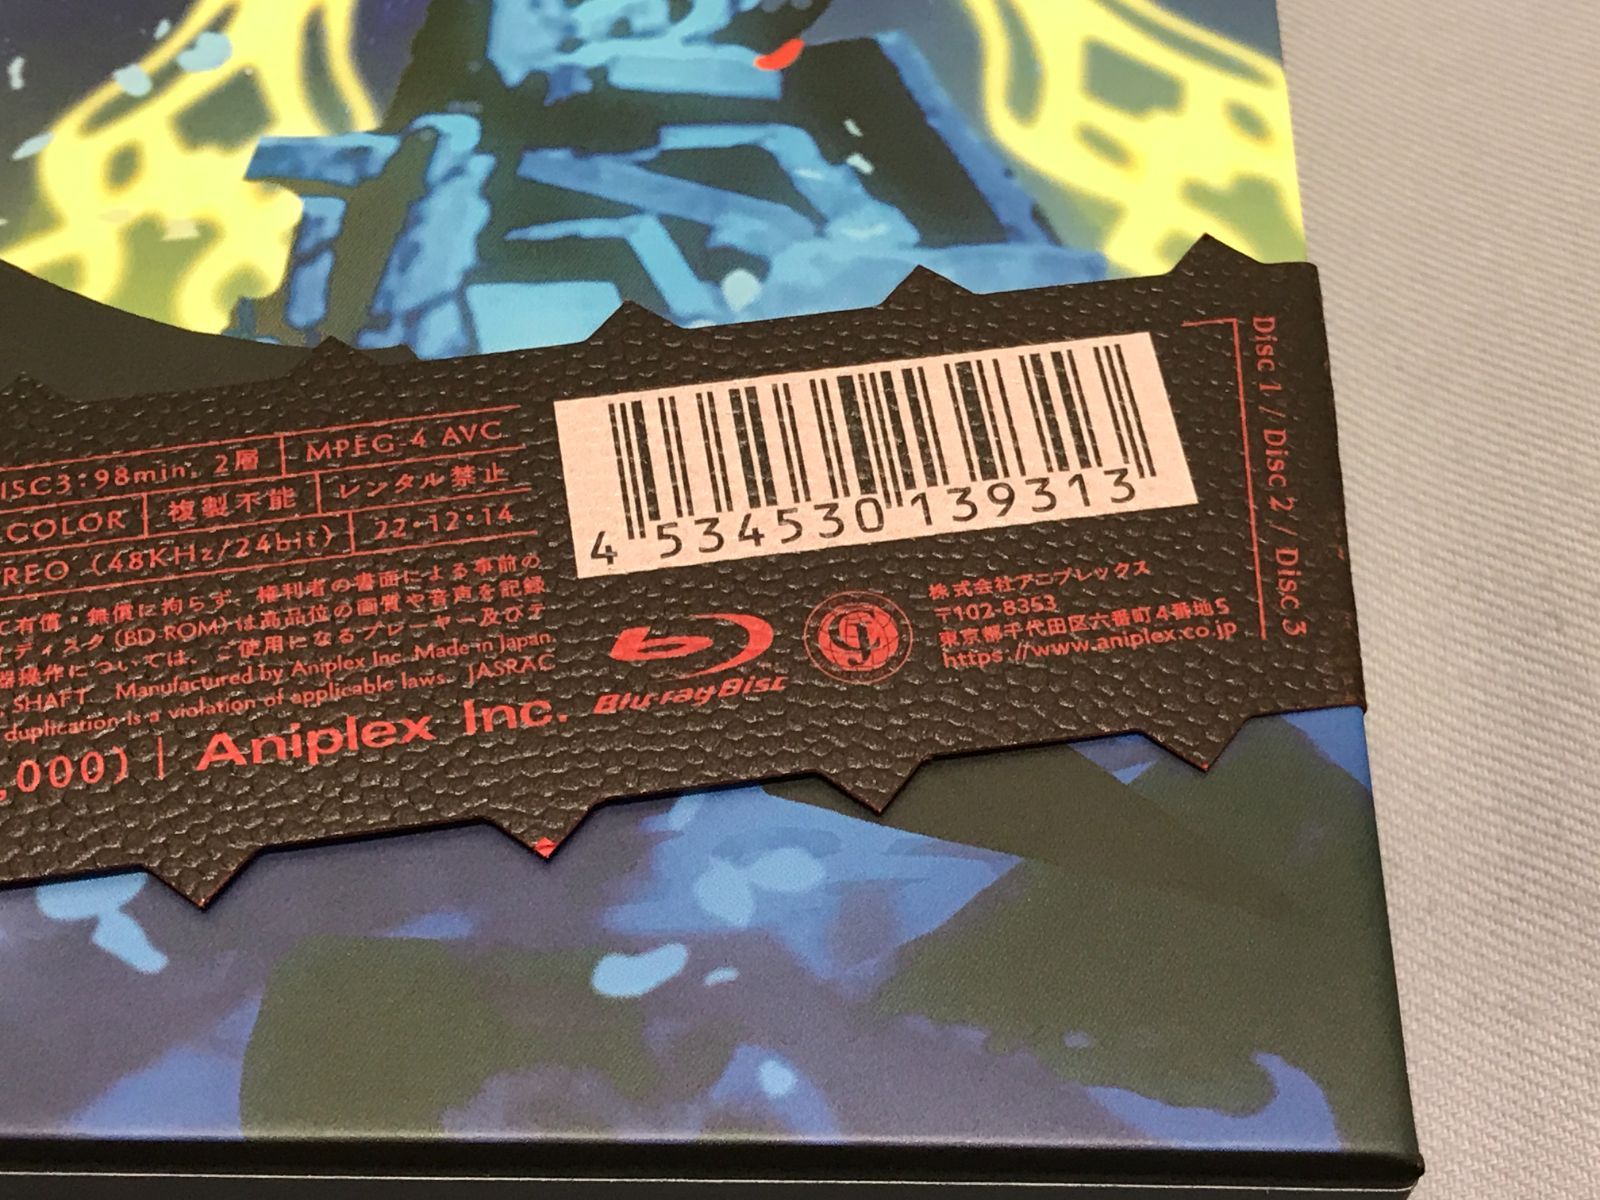 ISC3:98min. 2層 | MPEG-4 AVC
COLOR | 複製不能 | レンタル禁止
REO (48KHz/24bit) | 22・12・14
て有償・無償に拘らず、権利者の書面による事前の
ィディスク(BD-ROM)は高品位の画質や音声を記録
器操作については、ご使用になるプレーヤー及びテ
SHAFT Manufactured by Aniplex Inc. Made in Japan
duplication is a violation of applicable laws. JASRAC
,000) | Aniplex Inc.
4 534530 139313
Blu-ray Disc
株式会社アニプレックス
〒102-8353
東京都千代田区六番町4番地5
https://www.aniplex.co.jp
Disc 1 / Disc 2 / Disc 3